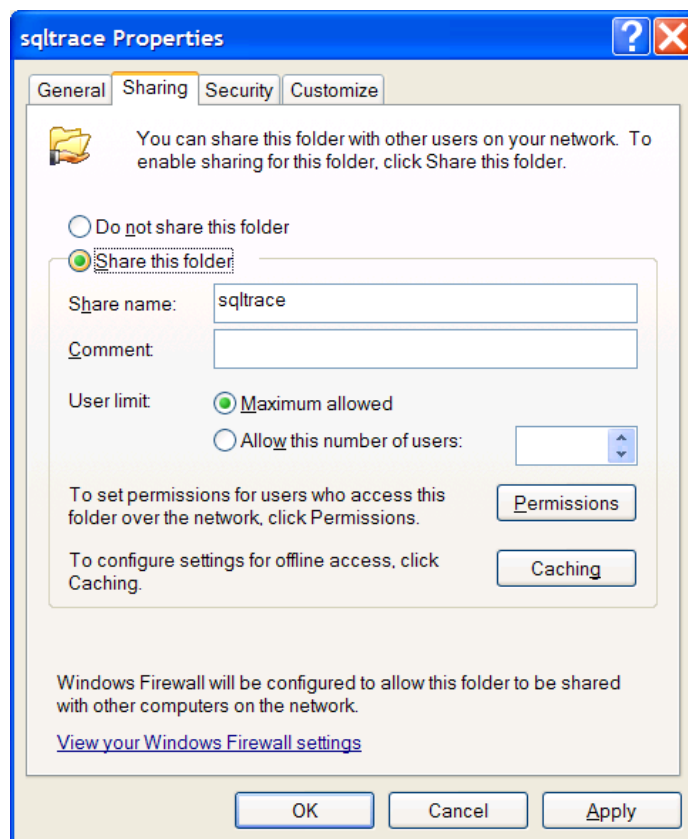 sqltrace Properties
General Sharing Security Customize
You can share this folder with other users on your network. To
enable sharing for this folder, click Share this folder.
Do not share this folder
Share this folder
Share name: sqltrace
Comment:
User limit: Maximum allowed
Allow this number of users:
To set permissions for users who access this
folder over the network, click Permissions.
Permissions
To configure settings for offline access, click
Caching.
Caching
Windows Firewall will be configured to allow this folder to be shared
with other computers on the network.
View your Windows Firewall settings
OK Cancel Apply